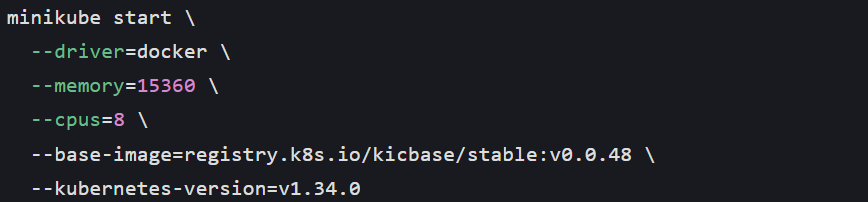 minikube start \
--driver=docker \
--memory=15360 \
--cpus=8 \
--base-image=registry.k8s.io/kicbase/stable:v0.0.48 \
--kubernetes-version=v1.34.0